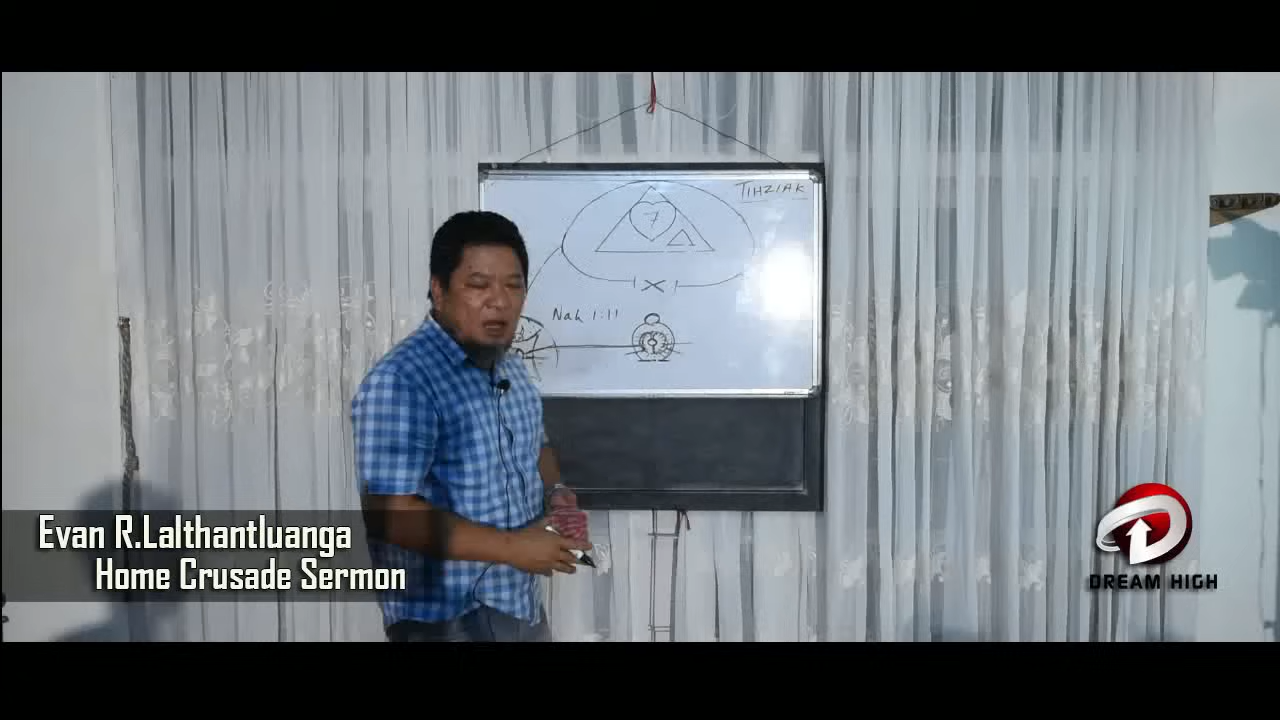 TIHZIAK
7
X
Nah 1:11
Evan R.Lalthantluanga
Home Crusade Sermon
DREAM HIGH